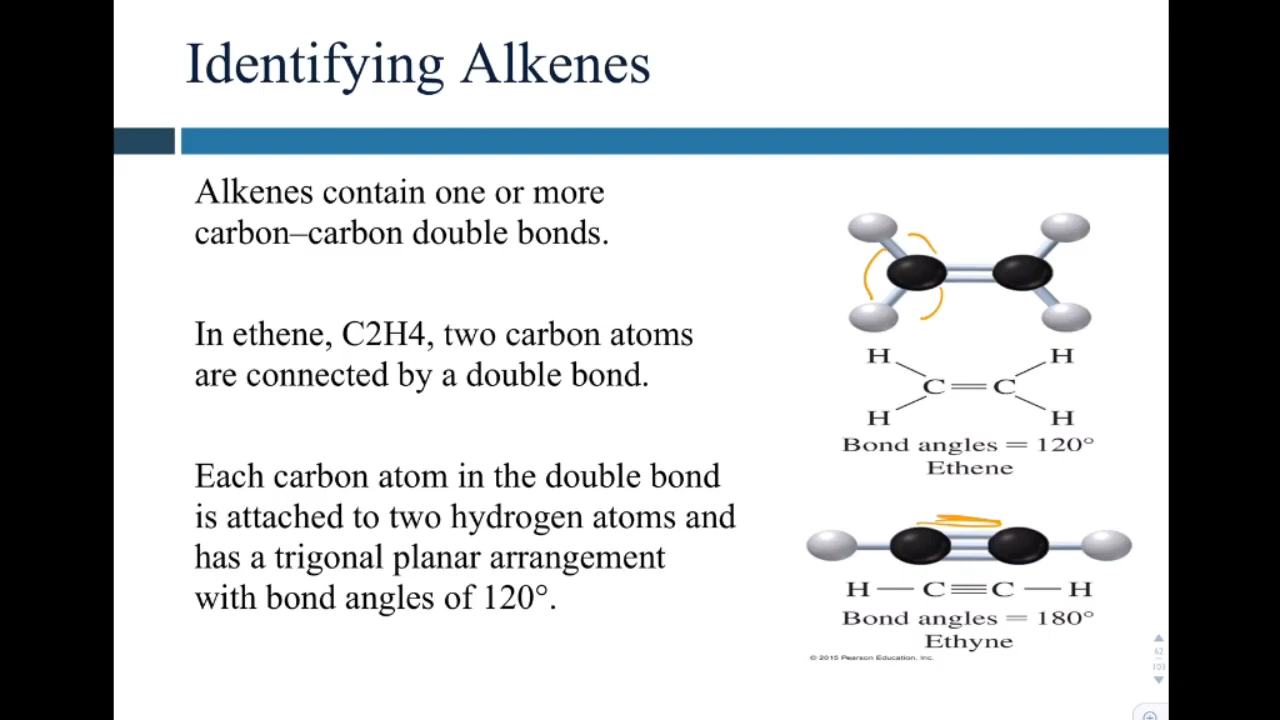 Identifying Alkenes
Alkenes contain one or more
carbon–carbon double bonds.
In ethene, C2H4, two carbon atoms
are connected by a double bond.
Each carbon atom in the double bond
is attached to two hydrogen atoms and
has a trigonal planar arrangement
with bond angles of 120°.
H H
C=C
H H
Bond angles = 120°
Ethene
H—C≡C—H
Bond angles = 180°
Ethyne
© 2015 Pearson Education, Inc.
62
103